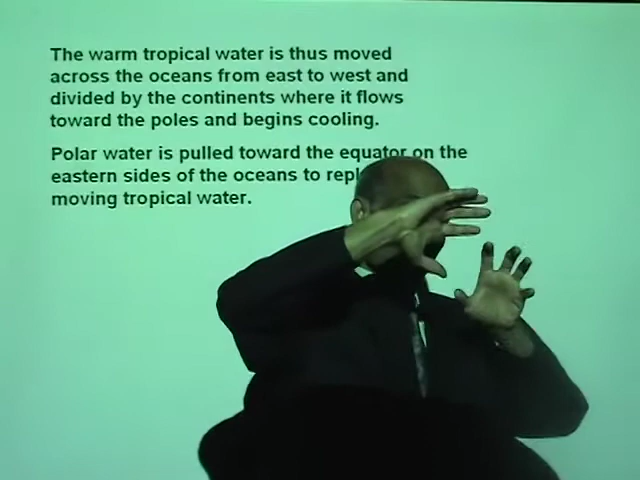 The warm tropical water is thus moved
across the oceans from east to west and
divided by the continents where it flows
toward the poles and begins cooling.
Polar water is pulled toward the equator on the
eastern sides of the oceans to
moving tropical water.